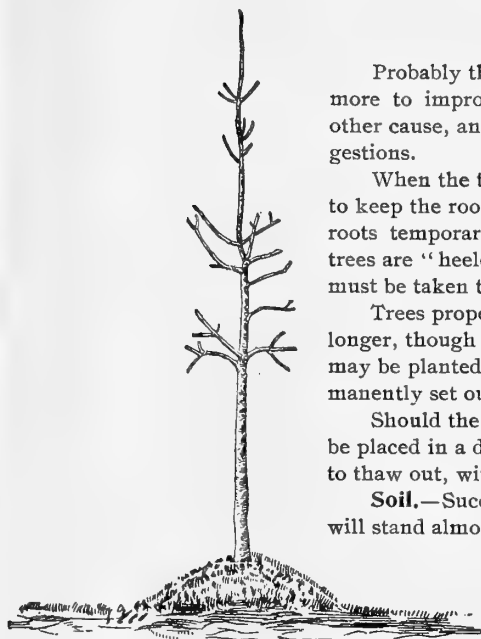 Probably th
more to impro
other cause, an
gestions.
When the t
to keep the roo
roots temporar
trees are "heel
must be taken t
Trees prope
longer, though
may be planted
manently set ou
Should the
be placed in a d
to thaw out, wi
Soil.—Succ
will stand almo